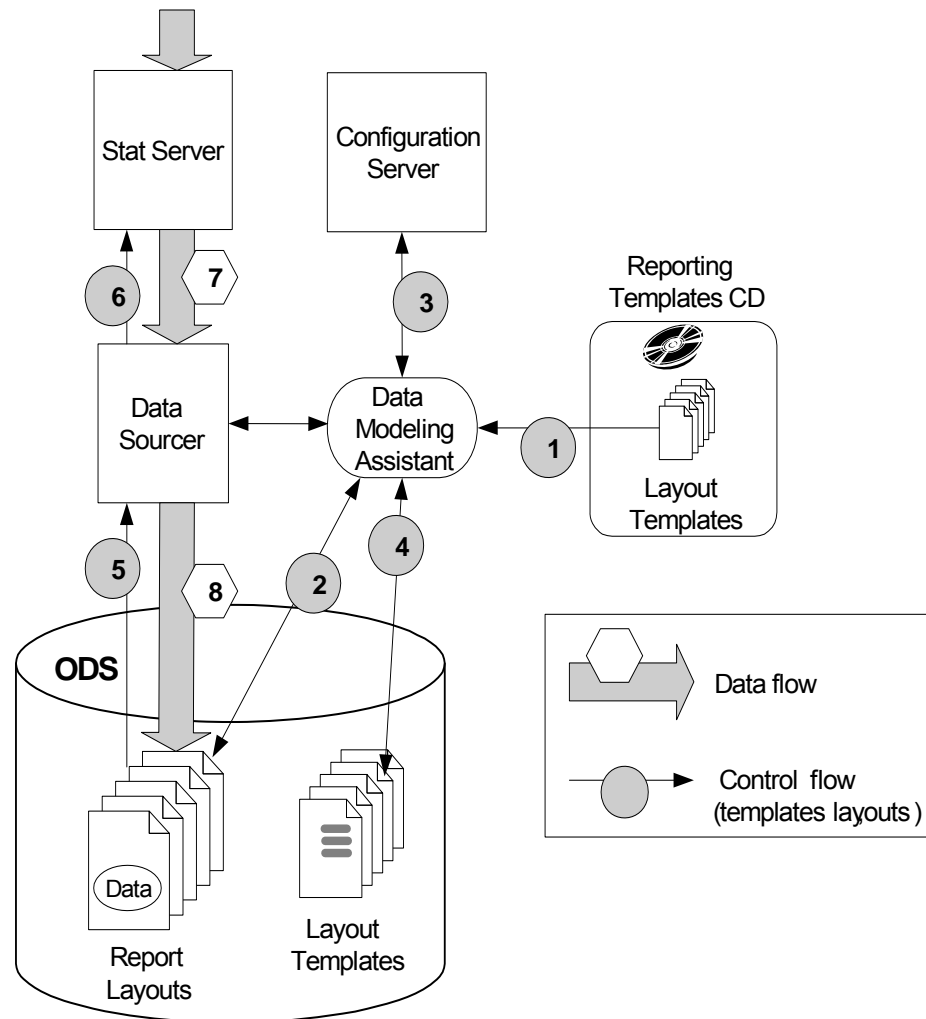 Stat Server
Configuration
Server
6
7
3
Reporting
Templates CD
Data
Sourcer
Data
Modeling
Assistant
1
Layout
Templates
5
8
2
4
ODS
Data
Report
Layouts
Layout
Templates
Data flow
Control flow
(templates layouts)